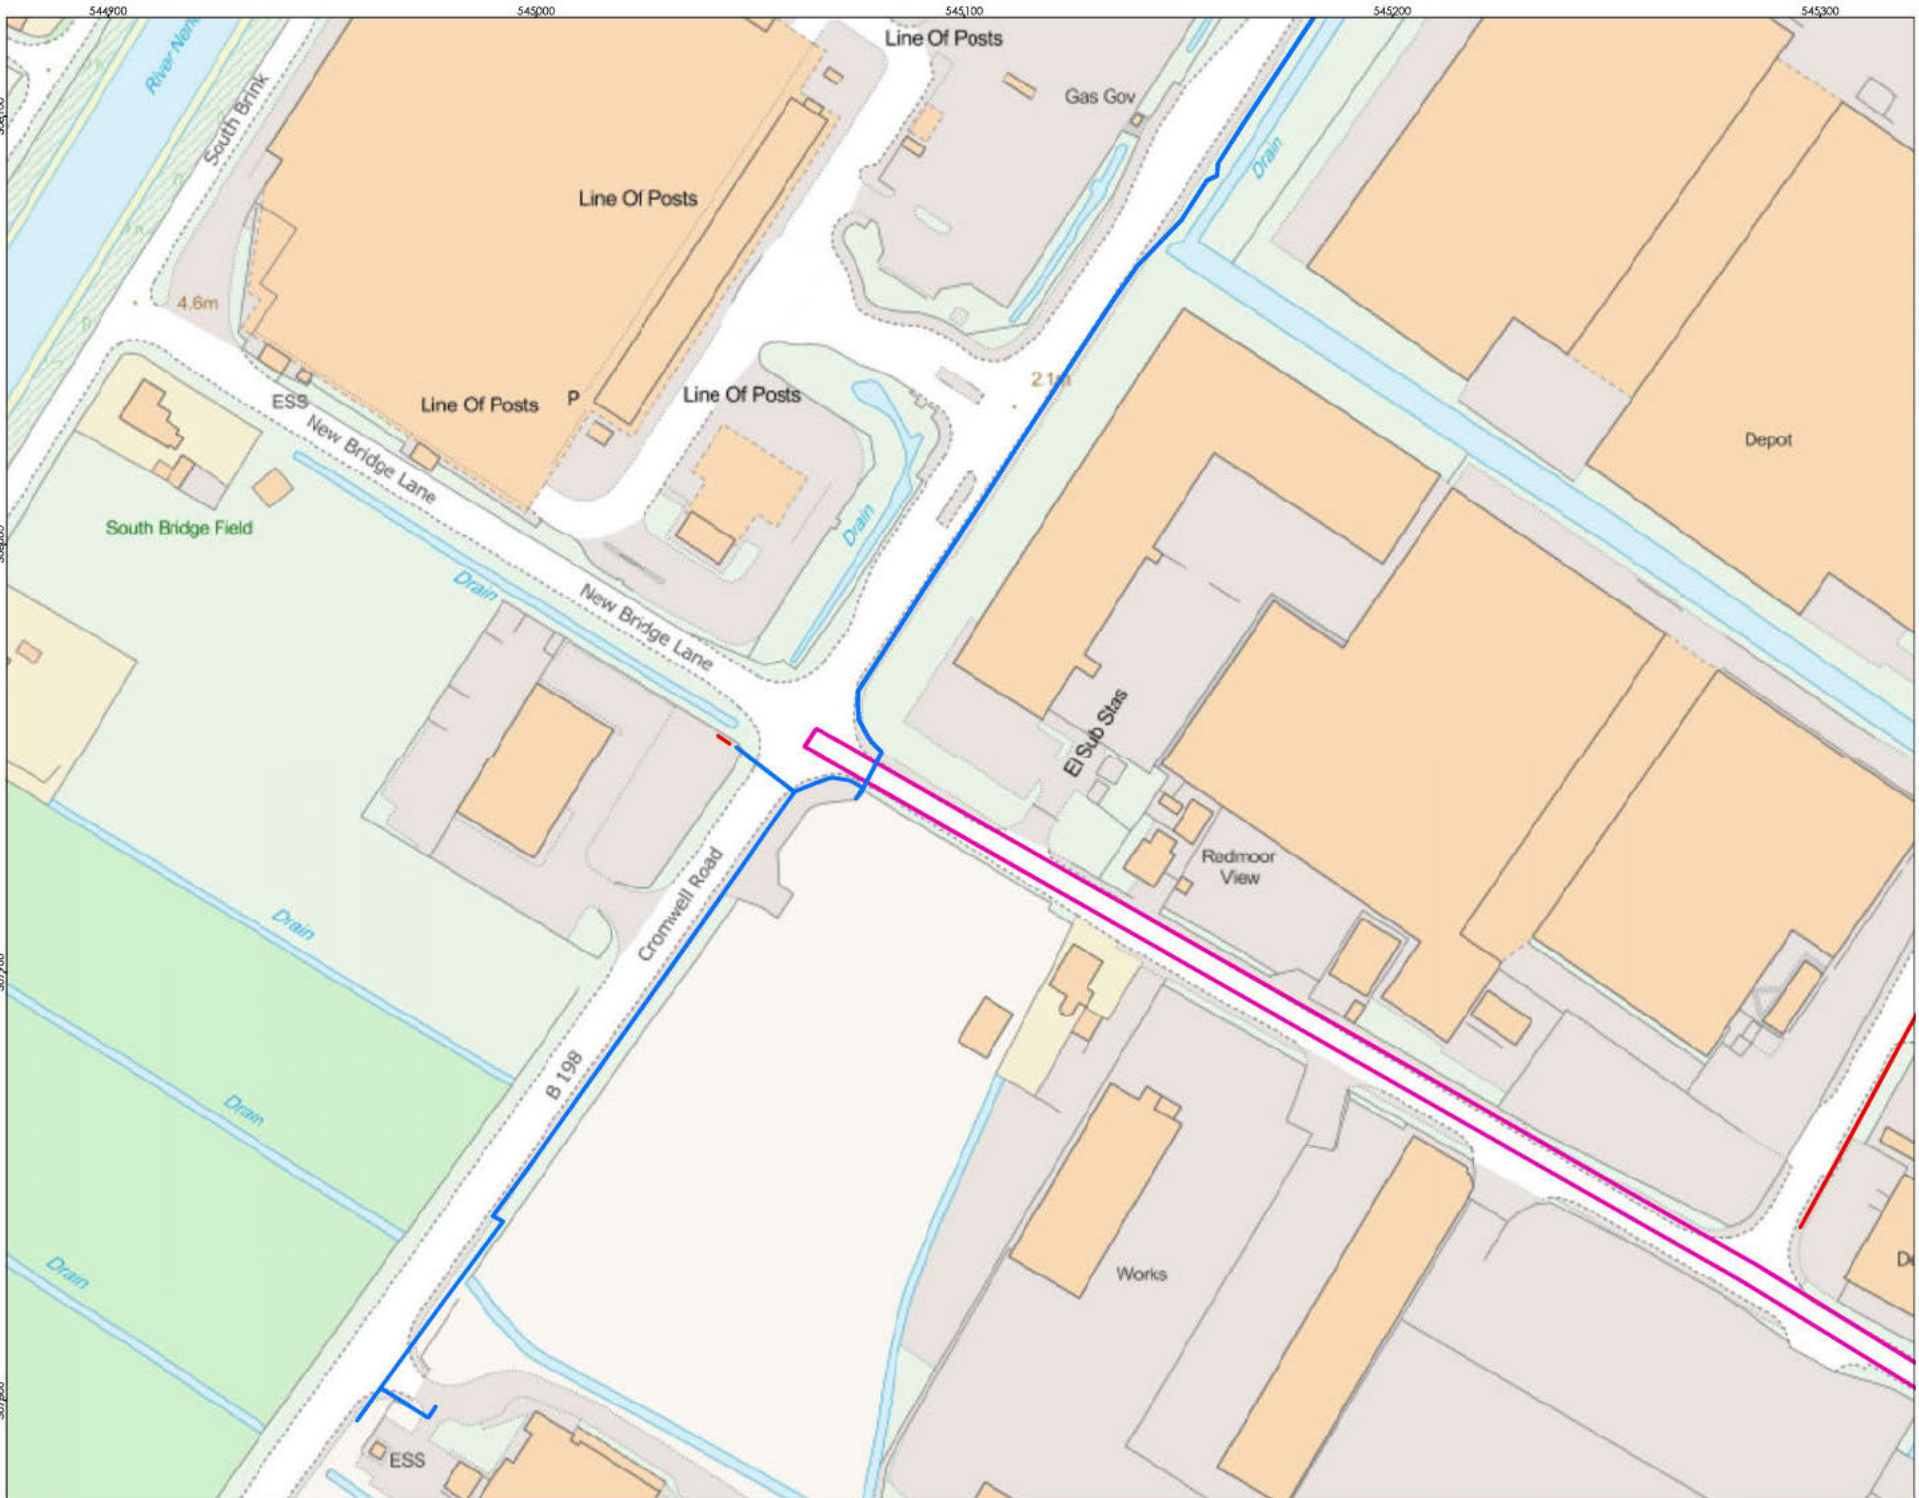 544900
545000
545100
545200
545300
River Nene
South Brink
Line Of Posts
Gas Gov
Drain
Line Of Posts
4.6m
2.1m
ESS
Line Of Posts
P
Line Of Posts
New Bridge Lane
Depot
South Bridge Field
Drain
Drain
New Bridge Lane
El Sub Stas
Redmoor
View
Cromwell Road
Drain
B 198
Drain
Drain
Works
ESS